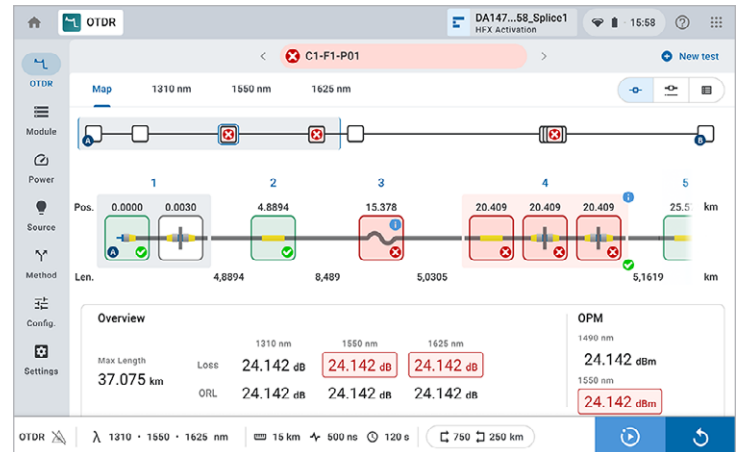 OTDR
DA147...58_Splice1
HFX Activation
15:58
C1-F1-P01
New test
OTDR
Module
Power
Source
Method
Config.
Settings
Map 1310 nm 1550 nm 1625 nm
A
B
1 2 3 4 5
Pos. 0.0000 0.0030 4.8894 15.378 20.409 20.409 20.409 25.5 km
A
Len. 4,8894 8,489 5,0305 5,1619 km
Overview
1310 nm 1550 nm 1625 nm
Max Length
37.075 km
Loss 24.142 dB 24.142 dB 24.142 dB
ORL 24.142 dB 24.142 dB 24.142 dB
OPM
1490 nm
24.142 dBm
1550 nm
24.142 dBm
OTDR λ 1310 · 1550 · 1625 nm 15 km 500 ns 120 s 750 250 km